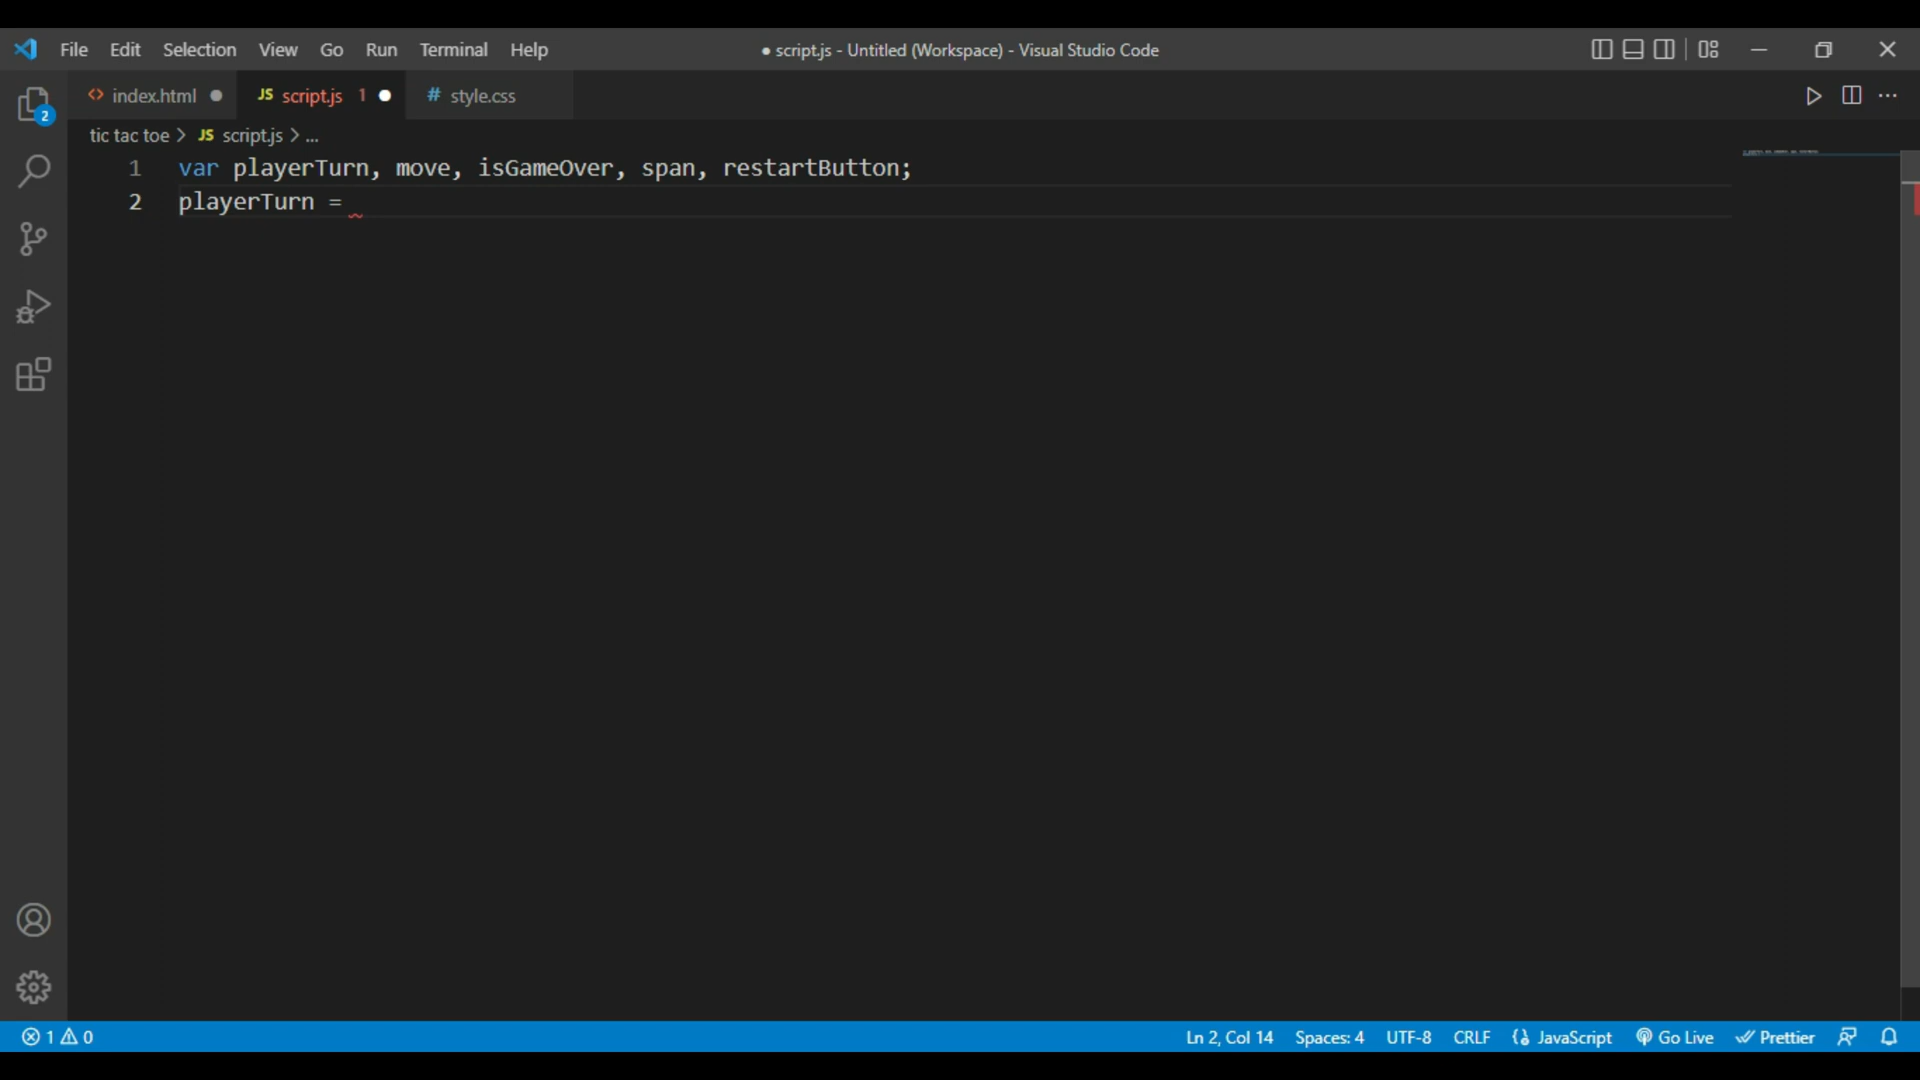 File Edit Selection View Go Run Terminal Help ● script.js - Untitled (Workspace) - Visual Studio Code
2
<> index.html ● JS script.js 1 ● # style.css
tic tac toe > JS script.js > ...
1 var playerTurn, move, isGameOver, span, restartButton;
2 playerTurn =
1 0 Ln 2, Col 14 Spaces: 4 UTF-8 CRLF {} JavaScript Go Live Prettier